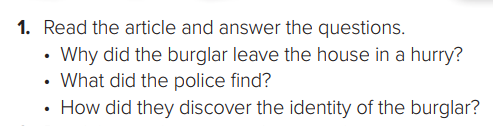 1. Read the article and answer the questions.
• Why did the burglar leave the house in a hurry?
• What did the police find?
• How did they discover the identity of the burglar?